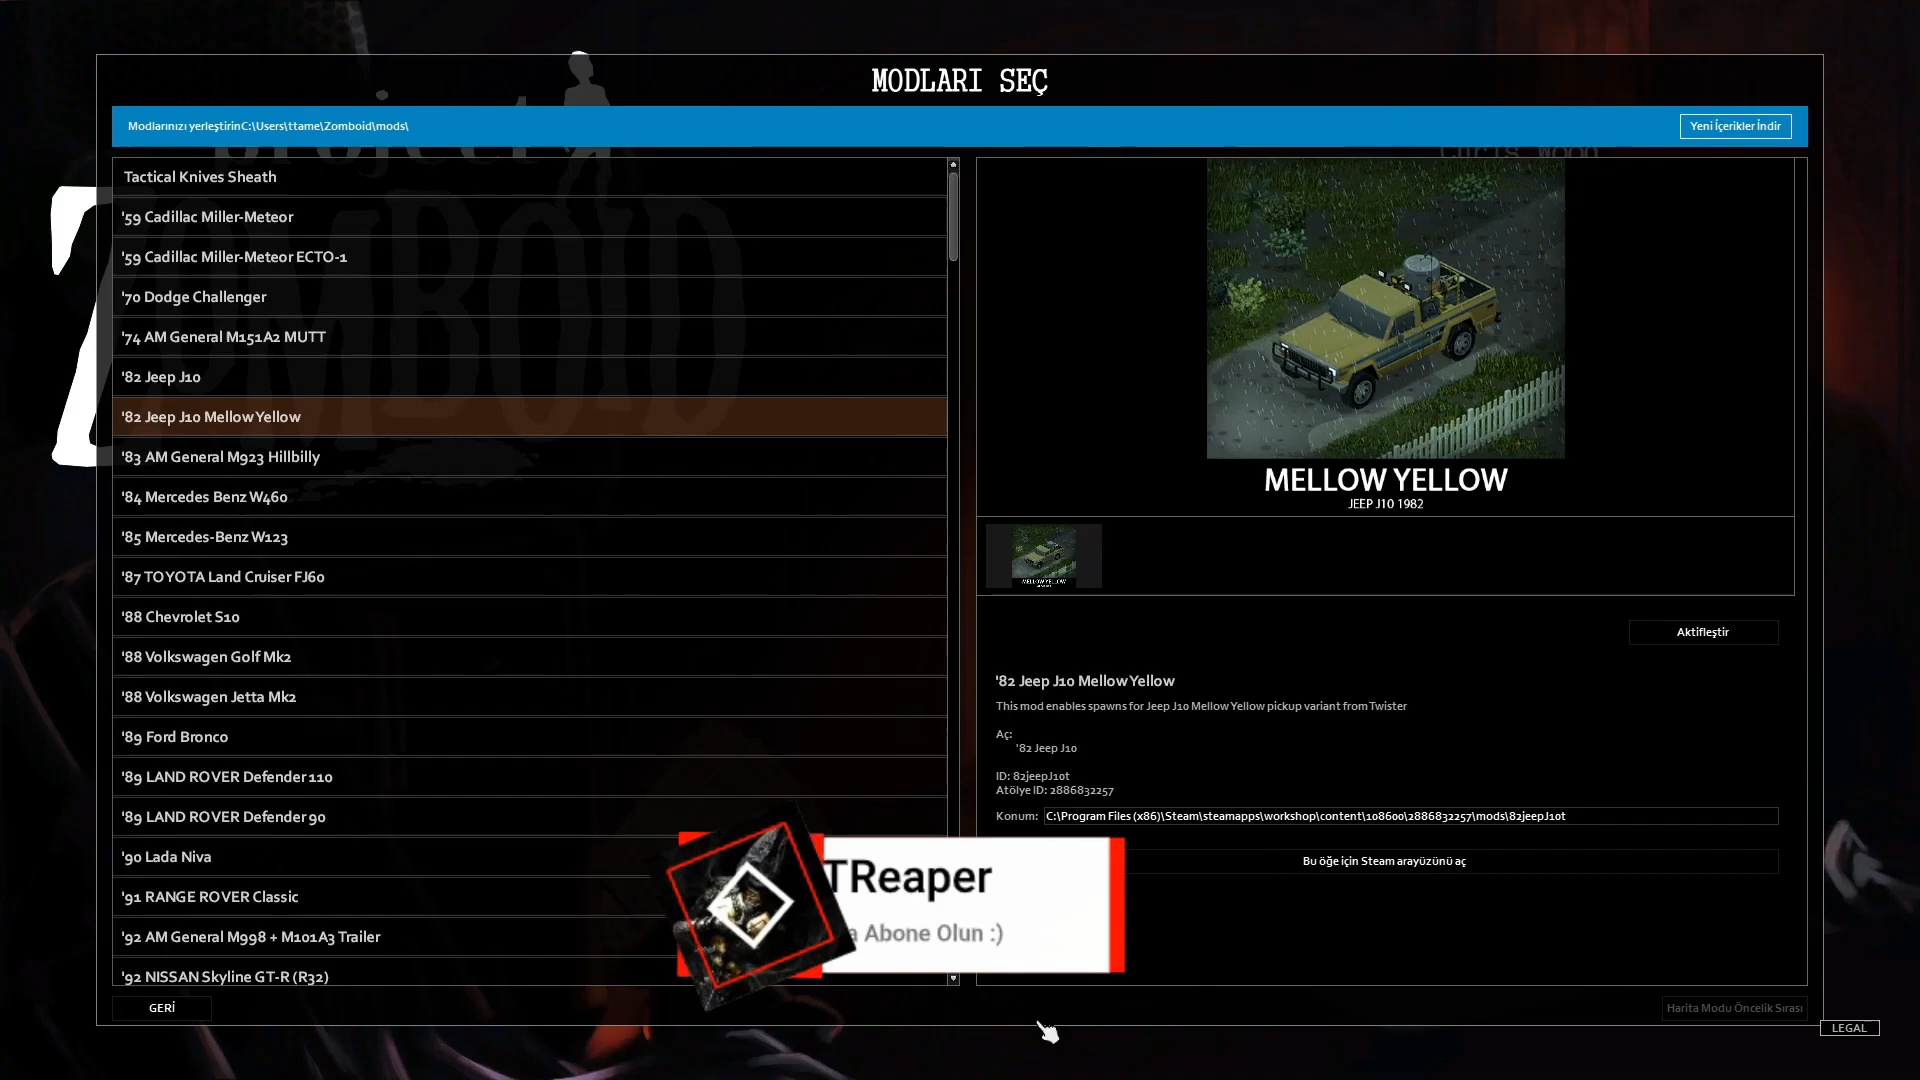 MODLARI SEÇ
Modlarınızı yerleştirinC:\Users\ttame\Zomboid\mods\
Yeni İçerikler İndir
project
ZOMBOID
Chris Wood
Tactical Knives Sheath
'59 Cadillac Miller-Meteor
'59 Cadillac Miller-Meteor ECTO-1
'70 Dodge Challenger
'74 AM General M151A2 MUTT
'82 Jeep J10
'82 Jeep J10 Mellow Yellow
'83 AM General M923 Hillbilly
'84 Mercedes Benz W460
'85 Mercedes-Benz W123
'87 TOYOTA Land Cruiser FJ60
'88 Chevrolet S10
'88 Volkswagen Golf Mk2
'88 Volkswagen Jetta Mk2
'89 Ford Bronco
'89 LAND ROVER Defender 110
'89 LAND ROVER Defender 90
'90 Lada Niva
'91 RANGE ROVER Classic
'92 AM General M998 + M101A3 Trailer
'92 NISSAN Skyline GT-R (R32)
GERİ
MELLOW YELLOW
JEEP J10 1982
MELLOW YELLOW
Aktifleştir
'82 Jeep J10 Mellow Yellow
This mod enables spawns for Jeep J10 Mellow Yellow pickup variant from Twister
Aç:
'82 Jeep J10
ID: 82jeepJ10t
Atölye ID: 2886832257
Konum: C:\Program Files (x86)\Steam\steamapps\workshop\content\108600\2886832257\mods\82jeepJ10t
Bu öğe için Steam arayüzünü aç
TReaper
a Abone Olun :)
Harita Modu Öncelik Sırası
LEGAL